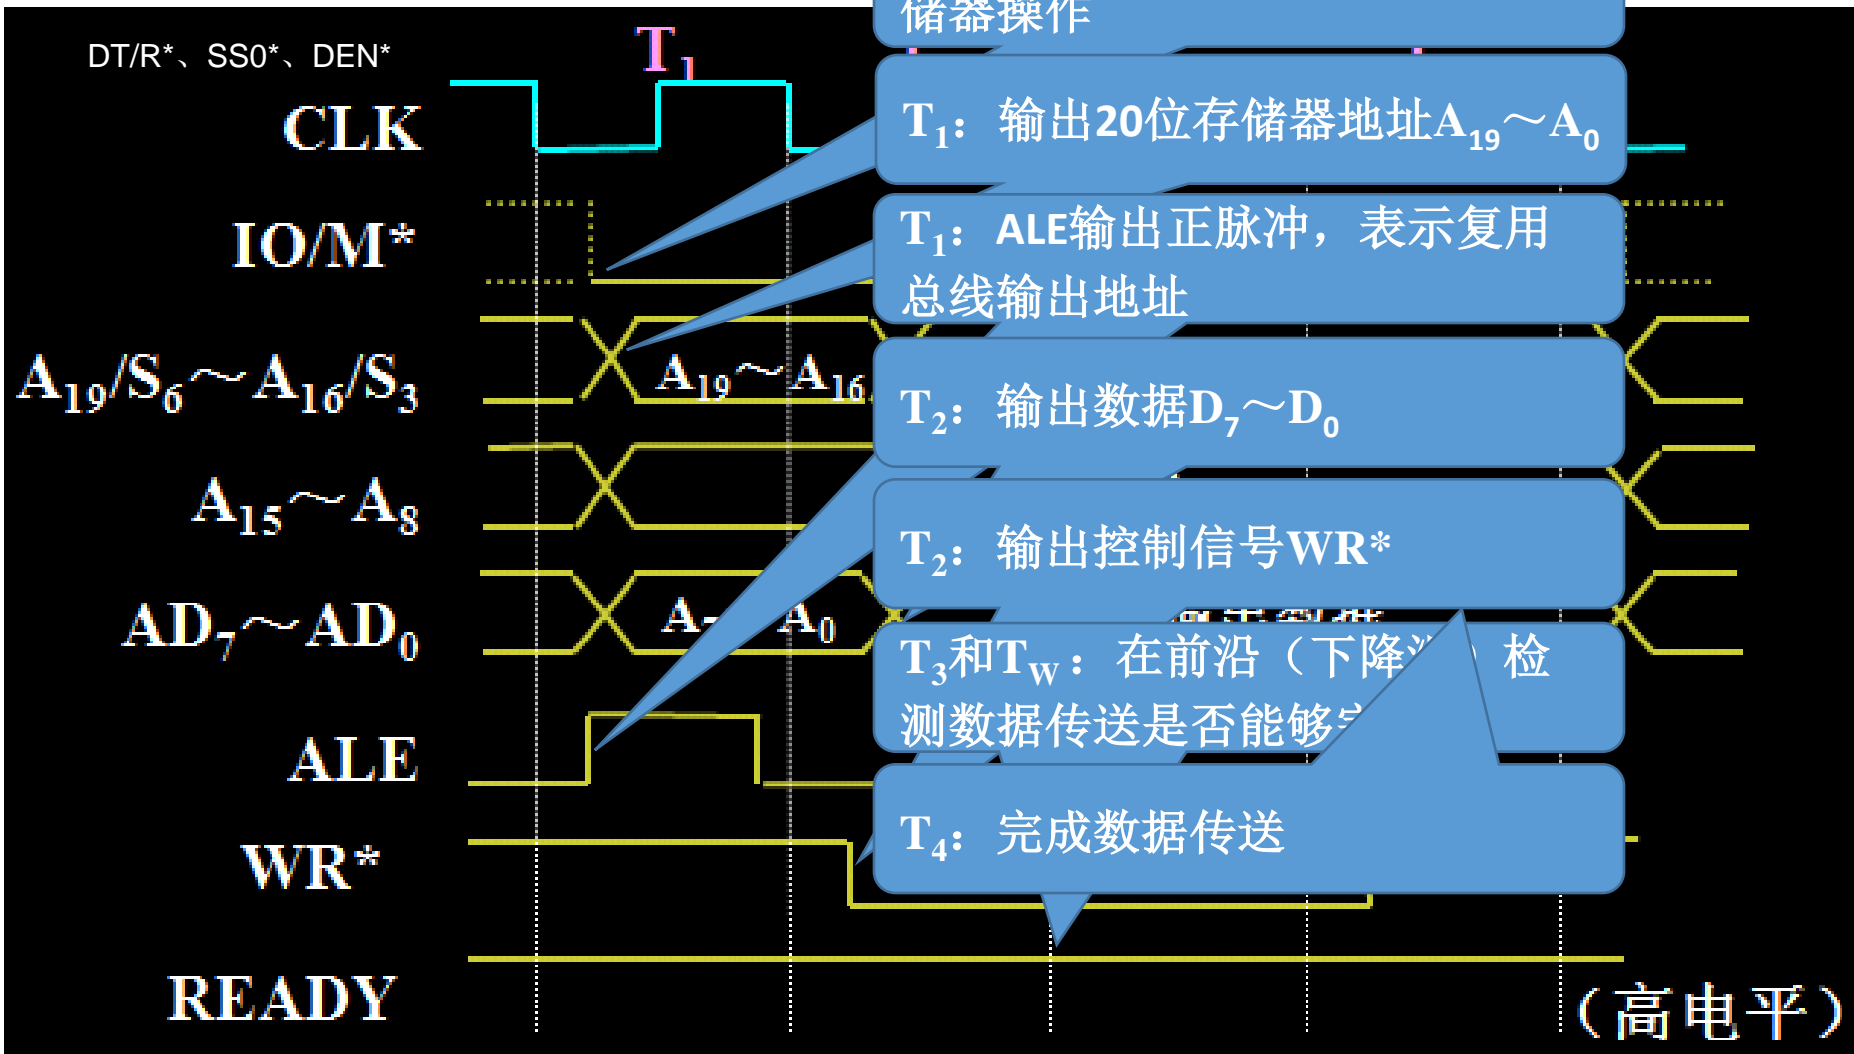 储器操作
DT/R*、SS0*、DEN*
T1
CLK
T1：输出20位存储器地址A19～A0
IO/M*
T1：ALE输出正脉冲，表示复用
总线输出地址
A19/S6～A16/S3
A19～A16
T2：输出数据D7～D0
A15～A8
T2：输出控制信号WR*
AD7～AD0
A0
T3和TW：在前沿（下降 ）检
测数据传送是否能够
ALE
T4：完成数据传送
WR*
READY
（高电平）